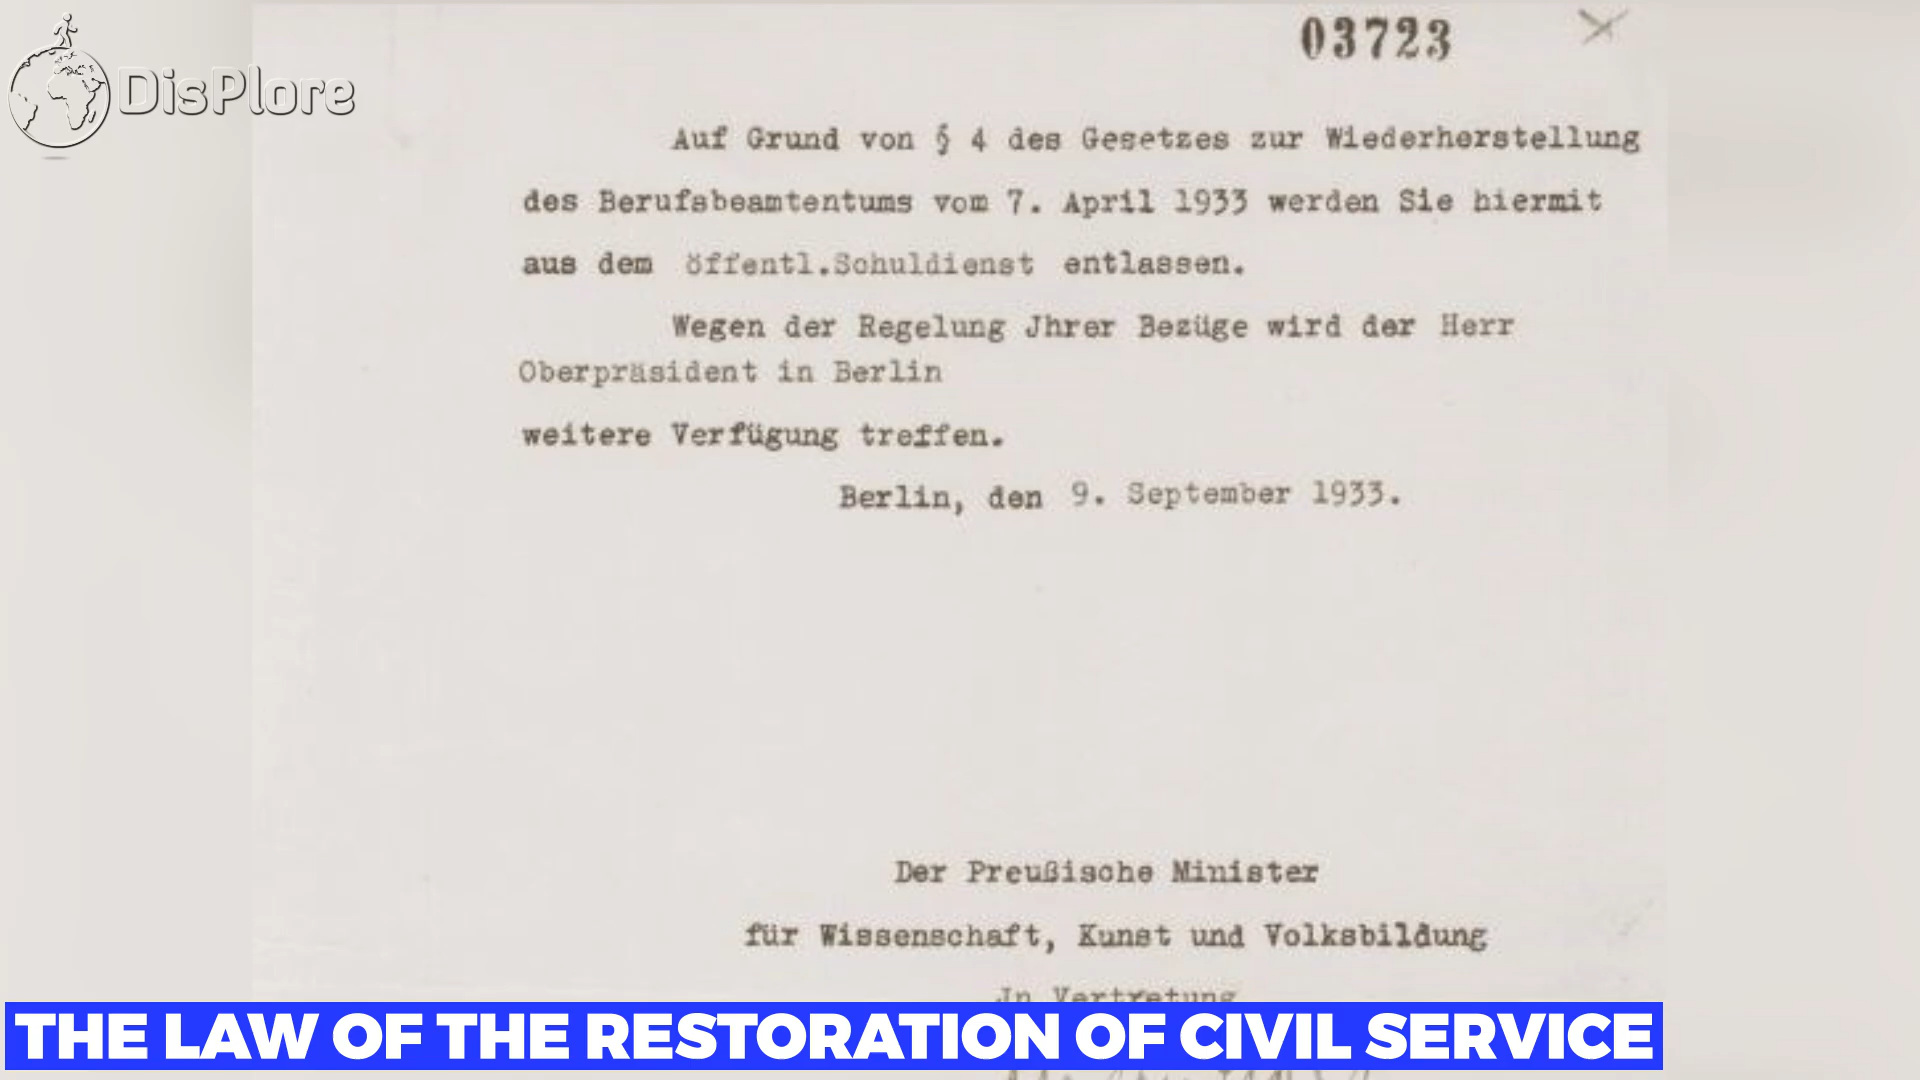 03723
DisPlore
Auf Grund von § 4 des Gesetzes zur Wiederherstellung
des Berufsbeamtentums vom 7. April 1933 werden Sie hiermit
aus dem öffentl.Schuldienst entlassen.
Wegen der Regelung Jhrer Bezüge wird der Herr
Oberpräsident in Berlin
weitere Verfügung treffen.
Berlin, den 9. September 1933.
Der Preußische Minister
für Wissenschaft, Kunst und Volksbildung
Jn Vertretung
THE LAW OF THE RESTORATION OF CIVIL SERVICE